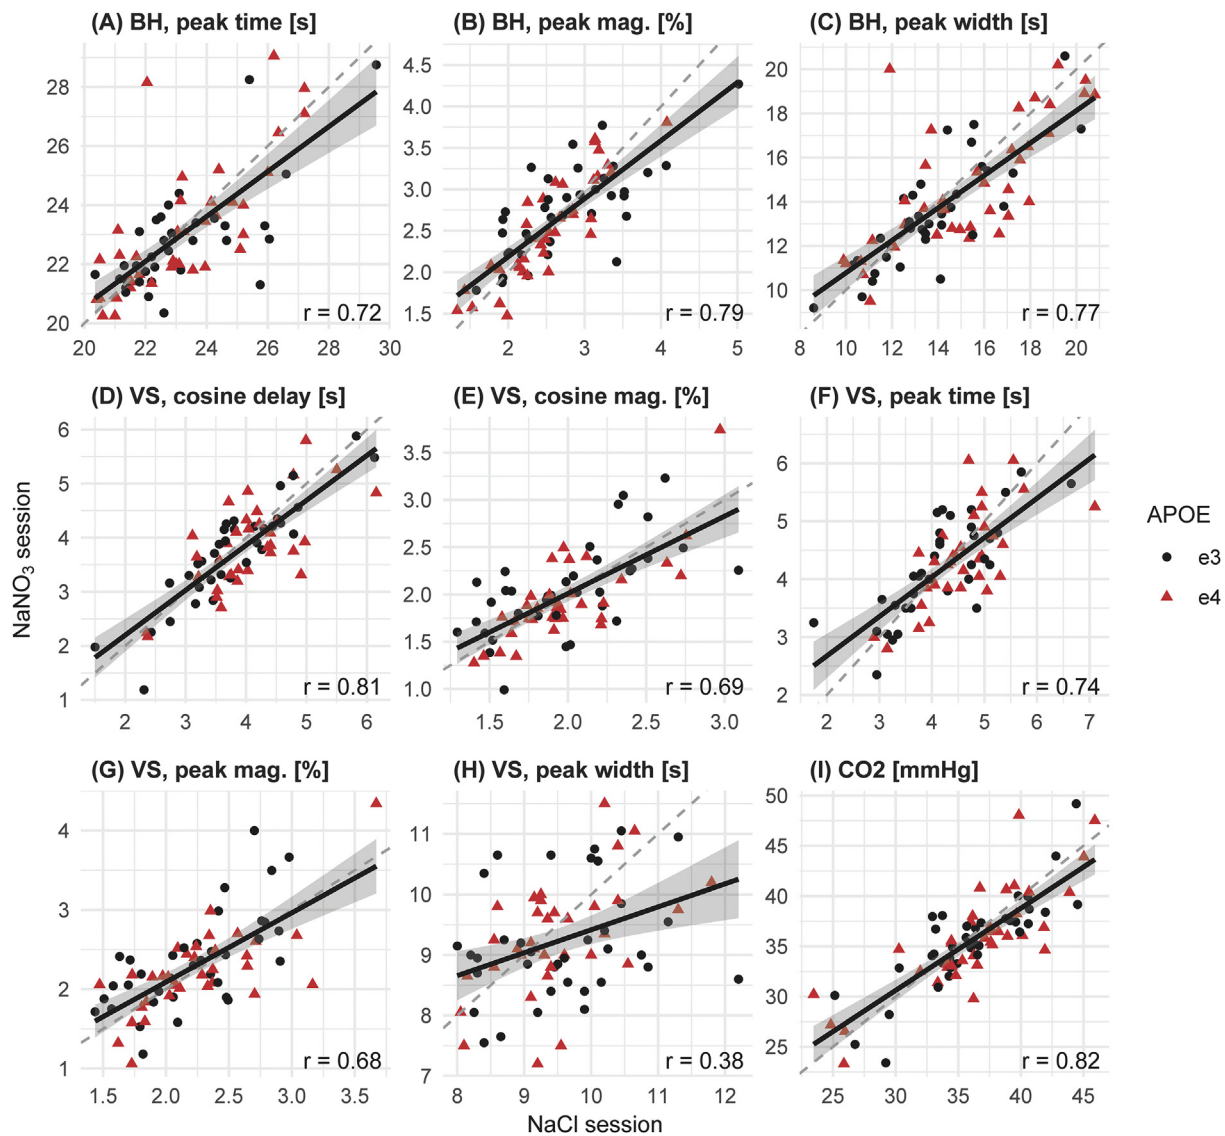 (A) BH, peak time [s]
(B) BH, peak mag. [%]
(C) BH, peak width [s]
28
26
24
22
20
r = 0.72
20 22 24 26 28 30
4.5
4.0
3.5
3.0
2.5
2.0
1.5
r = 0.79
2 3 4 5
20
18
16
14
12
10
r = 0.77
8 10 12 14 16 18 20
(D) VS, cosine delay [s]
(E) VS, cosine mag. [%]
(F) VS, peak time [s]
NaNO3 session
6
5
4
3
2
1
r = 0.81
2 3 4 5 6
3.5
3.0
2.5
2.0
1.5
1.0
r = 0.69
1.5 2.0 2.5 3.0
6
5
4
3
2
r = 0.74
2 3 4 5 6 7
APOE
e3
e4
(G) VS, peak mag. [%]
(H) VS, peak width [s]
(I) CO2 [mmHg]
4
3
2
1
r = 0.68
1.5 2.0 2.5 3.0 3.5
11
10
9
8
7
r = 0.38
8 9 10 11 12
50
45
40
35
30
25
r = 0.82
25 30 35 40 45
NaCl session